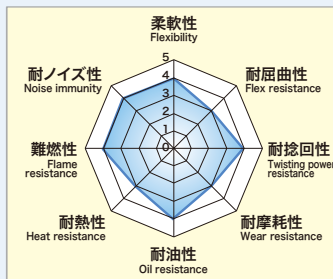 柔軟性
Flexibility
耐ノイズ性
Noise immunity
耐屈曲性
Flex resistance
5
4
3
2
1
0
難燃性
Flame
resistance
耐捻回性
Twisting power
resistance
耐熱性
Heat resistance
耐摩耗性
Wear resistance
耐油性
Oil resistance